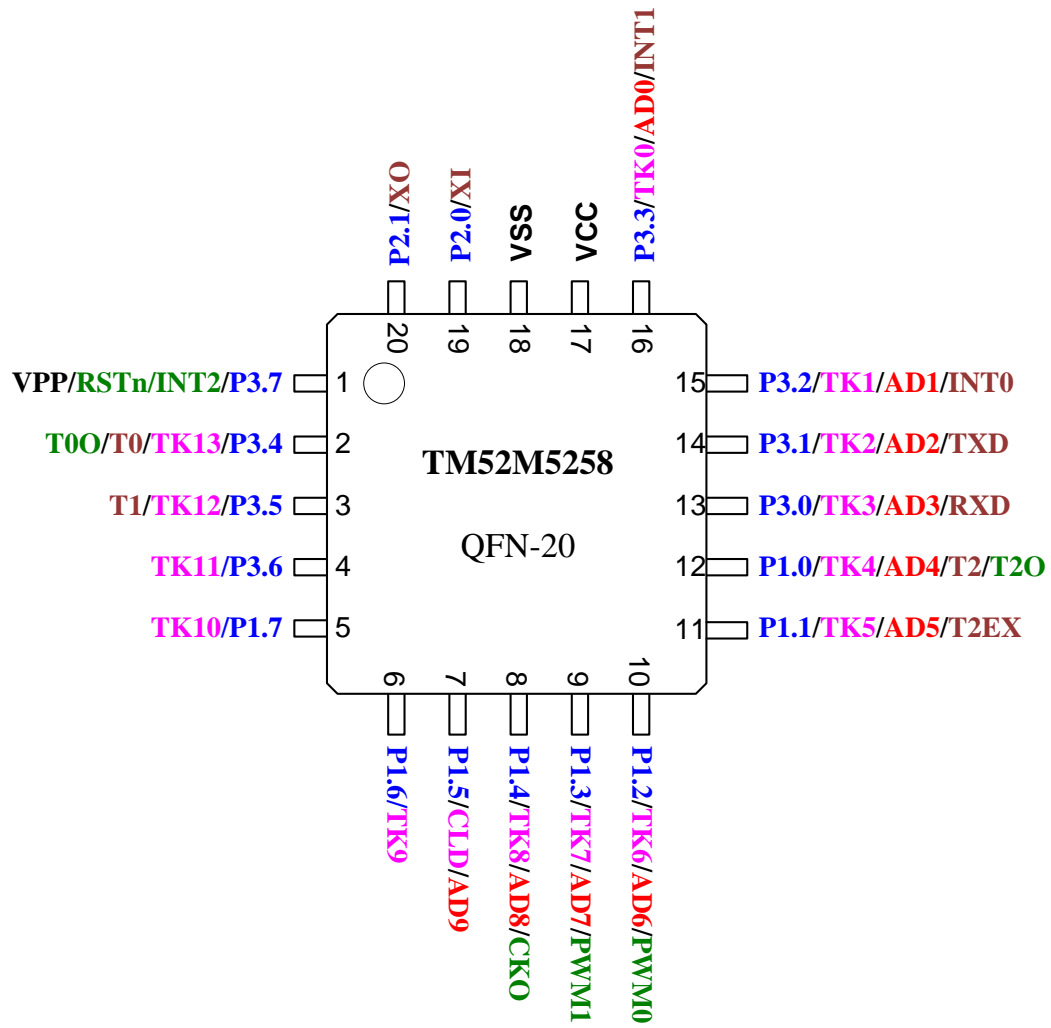 P3.3/TK0/AD0/INT1
P2.1/XO
P2.0/XI
VSS
VCC
20
19
18
17
16
VPP/RSTn/INT2/P3.7
1
15
P3.2/TK1/AD1/INT0
T0O/T0/TK13/P3.4
2
14
P3.1/TK2/AD2/TXD
TM52M5258
T1/TK12/P3.5
3
13
P3.0/TK3/AD3/RXD
QFN-20
TK11/P3.6
4
12
P1.0/TK4/AD4/T2/T2O
TK10/P1.7
5
11
P1.1/TK5/AD5/T2EX
6
7
8
9
10
P1.6/TK9
P1.5/CLD/AD9
P1.4/TK8/AD8/CKO
P1.3/TK7/AD7/PWM1
P1.2/TK6/AD6/PWM0